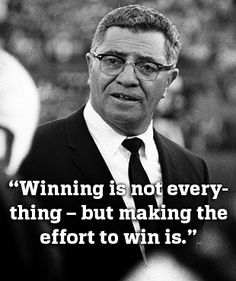 “Winning is not every-
thing – but making the
effort to win is.”